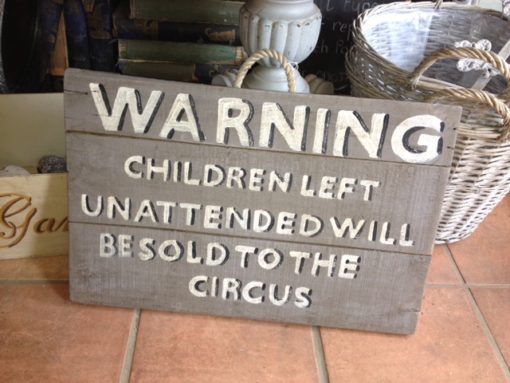 WARNING
CHILDREN LEFT
UNATTENDED WILL
BE SOLD TO THE
CIRCUS